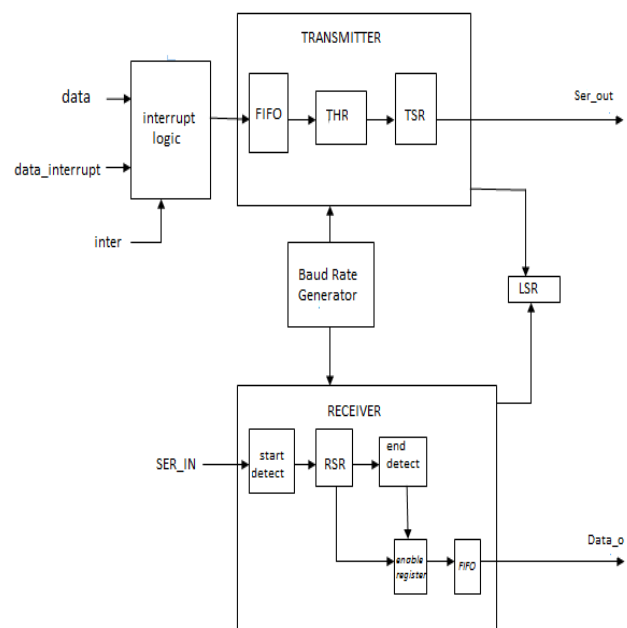 TRANSMITTER
data
interrupt
logic
FIFO
THR
TSR
Ser_out
data_interrupt
inter
Baud Rate
Generator
LSR
RECEIVER
SER_IN
start
detect
RSR
end
detect
enable
register
FIFO
Data_o